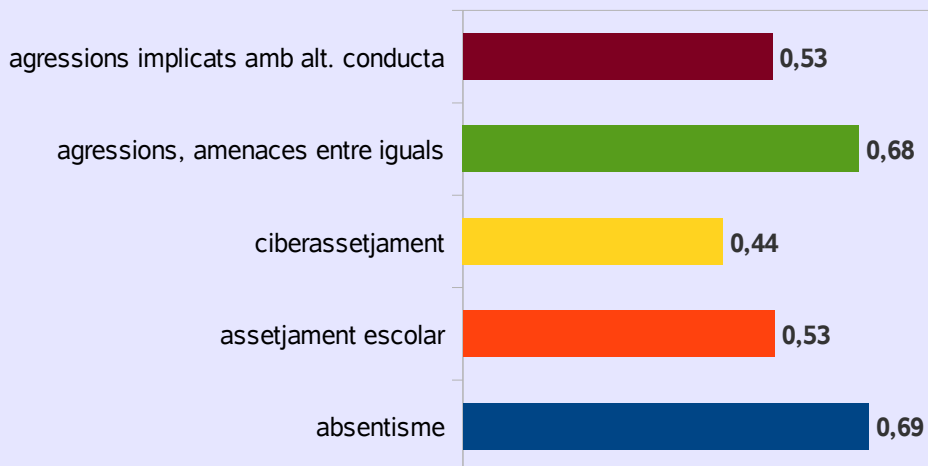 agressions implicats amb alt. conducta 0,53
agressions, amenaces entre iguals 0,68
ciberassetjament 0,44
assetjament escolar 0,53
absentisme 0,69